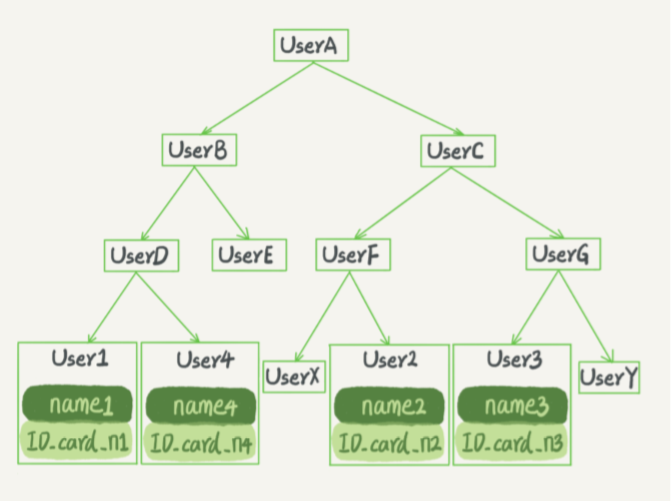 UserA
UserB
UserC
UserD
UserE
UserF
UserG
User1
User4
UserX
User2
User3
UserY
name1
name4
name2
name3
ID_card_n1
ID_card_n4
ID_card_n2
ID_card_n3